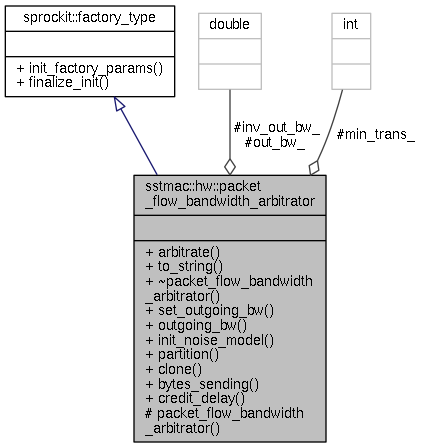 sprockit::factory_type
+ init_factory_params()
+ finalize_init()
double
int
#inv_out_bw_
#out_bw_
#min_trans_
sstmac::hw::packet
_flow_bandwidth_arbitrator
+ arbitrate()
+ to_string()
+ ~packet_flow_bandwidth
_arbitrator()
+ set_outgoing_bw()
+ outgoing_bw()
+ init_noise_model()
+ partition()
+ clone()
+ bytes_sending()
+ credit_delay()
# packet_flow_bandwidth
_arbitrator()